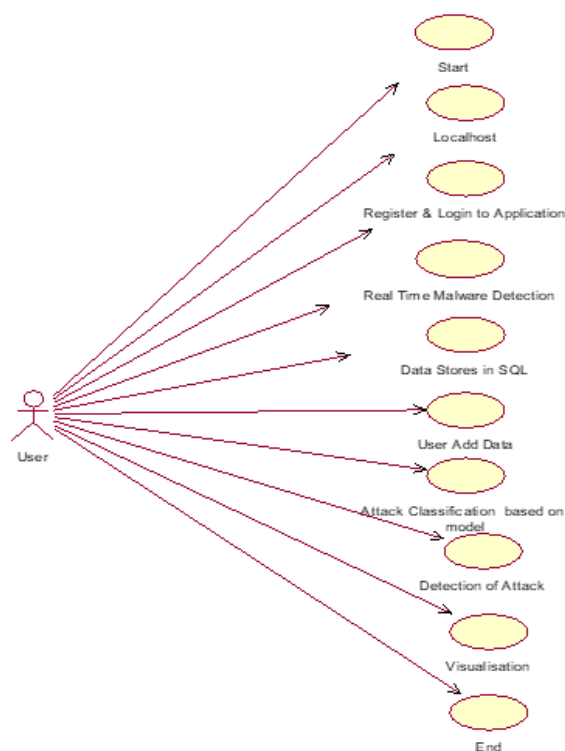 Start
Localhost
Register & Login to Application
Real Time Malware Detection
Data Stores in SQL
User Add Data
User
Attack Classification based on
model
Detection of Attack
Visualisation
End